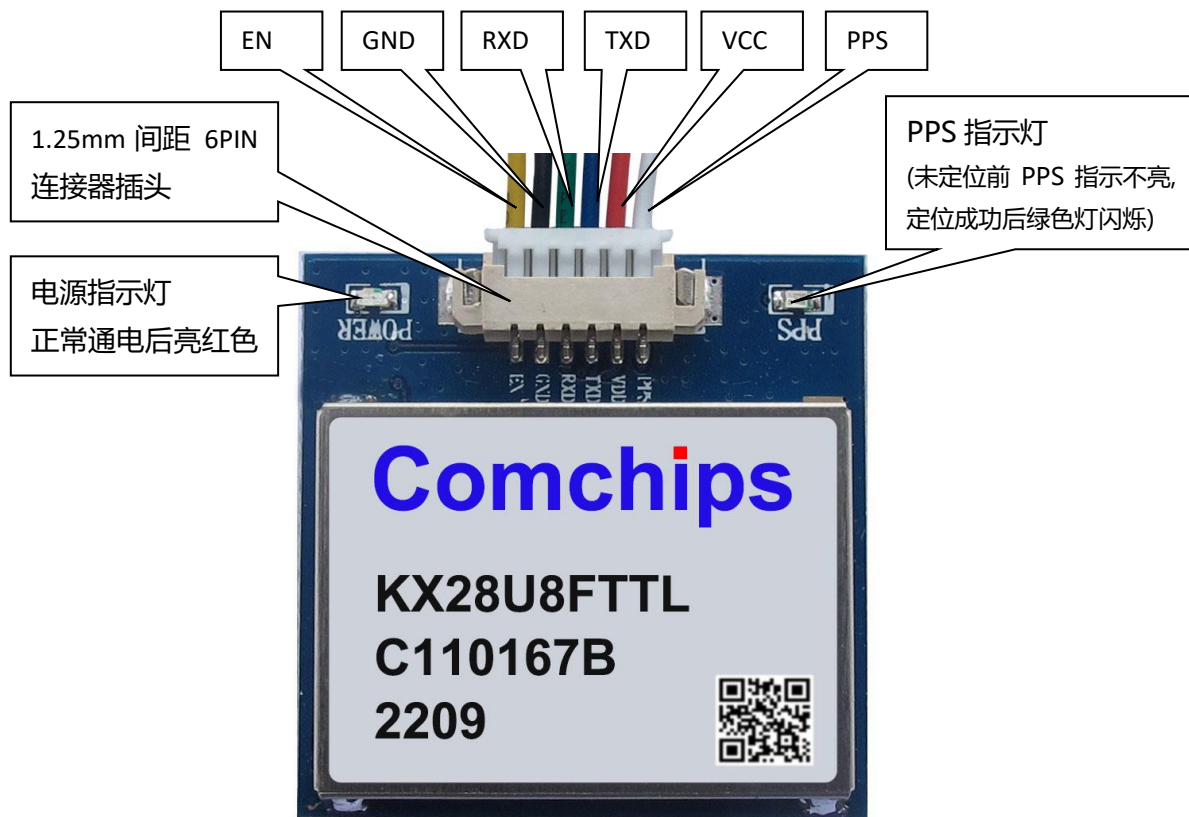 EN
GND
RXD
TXD
VCC
PPS
1.25mm 间距 6PIN
连接器插头
PPS 指示灯
(未定位前 PPS 指示不亮,
定位成功后绿色灯闪烁)
电源指示灯
正常通电后亮红色
POWER
PPS
EN
GND
RXD
TXD
VDD
PPS
Comchips
KX28U8FTTL
C110167B
2209